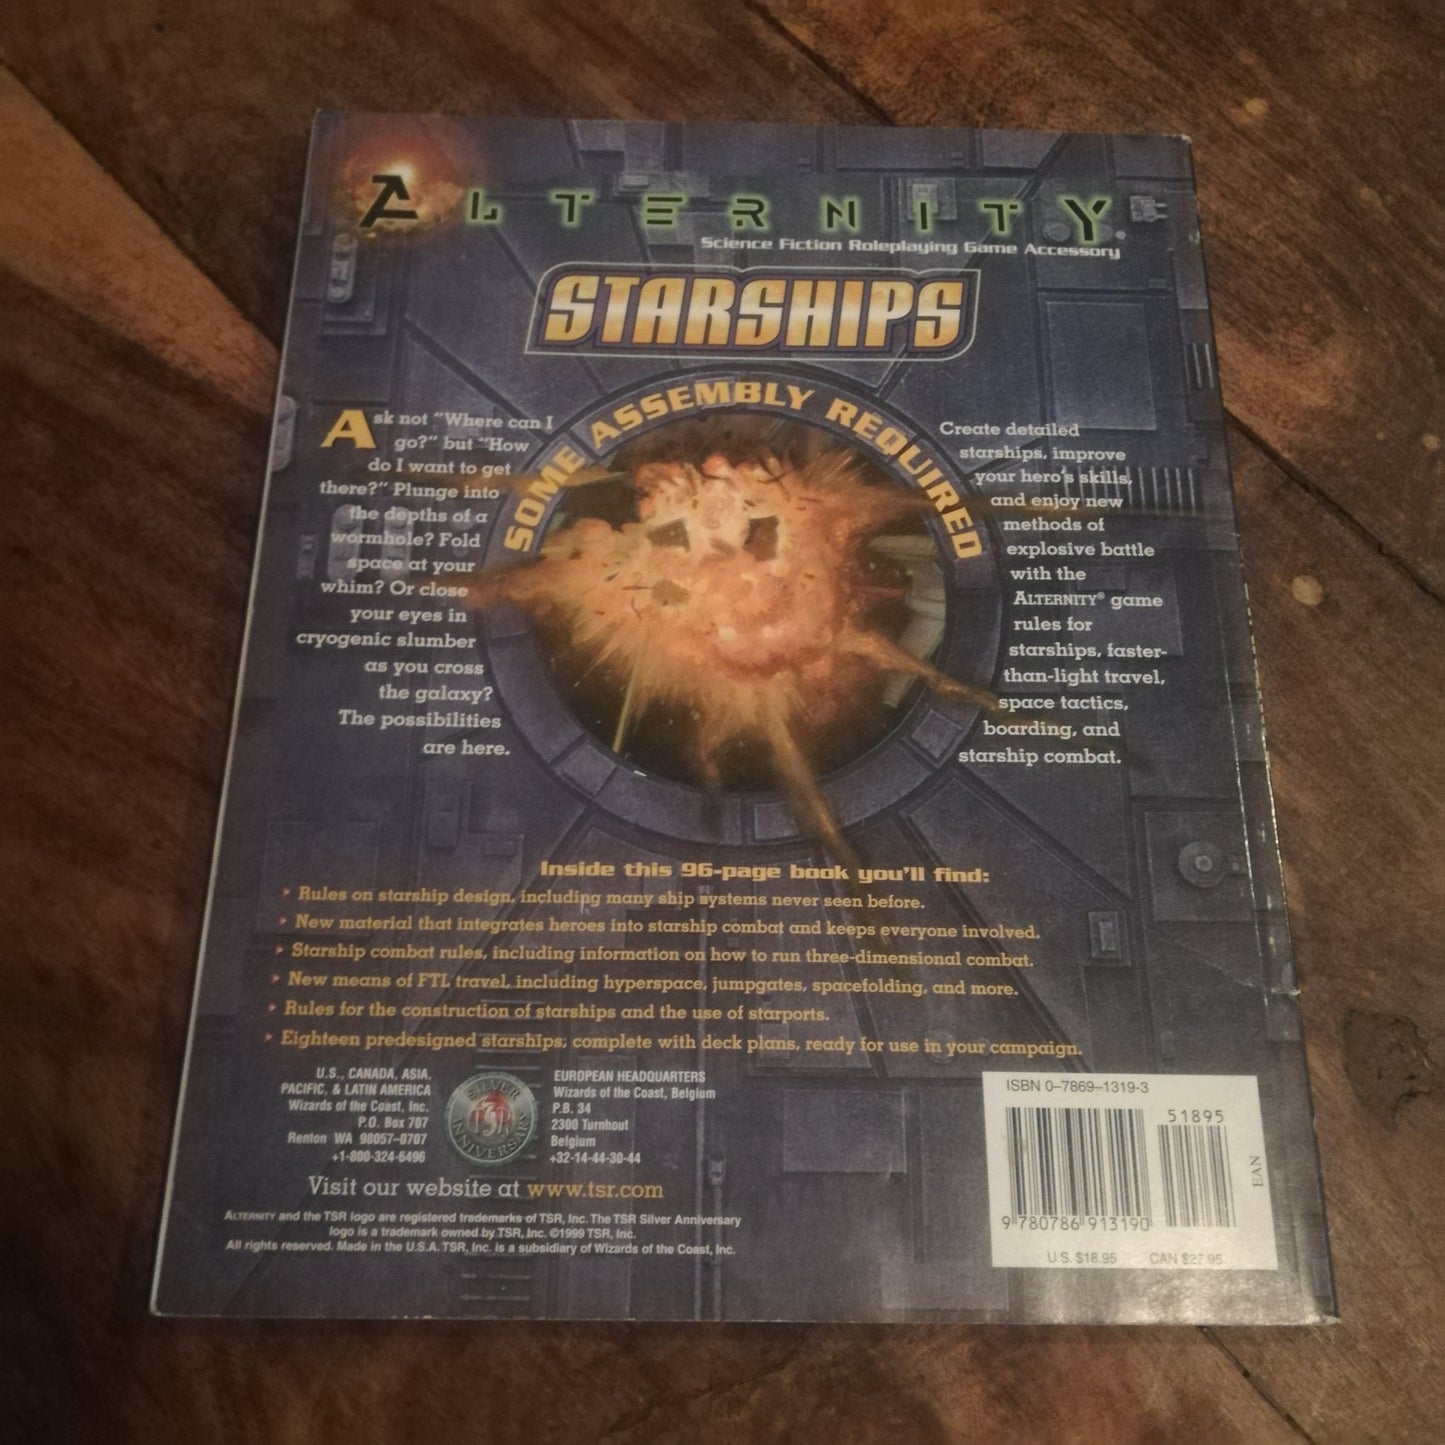 ALTERNITY®
Science Fiction Roleplaying Game Accessory
STARSHIPS
SOME ASSEMBLY REQUIRED
Ask not "Where can I
go?" but "How
do I want to get
there?" Plunge into
the depths of a
wormhole? Fold
space at your
whim? Or close
your eyes in
cryogenic slumber
as you cross
the galaxy?
The possibilities
are here.
Create detailed
starships, improve
your hero's skills,
and enjoy new
methods of
explosive battle
with the
ALTERNITY® game
rules for
starships, faster-
than-light travel,
space tactics,
boarding, and
starship combat.
Inside this 96-page book you'll find:
Rules on starship design, including many ship systems never seen before.
New material that integrates heroes into starship combat and keeps everyone involved.
Starship combat rules, including information on how to run three-dimensional combat.
New means of FTL travel, including hyperspace, jumpgates, spacefolding, and more.
Rules for the construction of starships and the use of starports.
Eighteen predesigned starships, complete with deck plans, ready for use in your campaign.
U.S., CANADA, ASIA,
PACIFIC, & LATIN AMERICA
Wizards of the Coast, Inc.
P.O. Box 707
Renton WA 98057-0707
+1-800-324-6496
SILVER
TSR
ANNIVERSARY
EUROPEAN HEADQUARTERS
Wizards of the Coast, Belgium
P.B. 34
2300 Turnhout
Belgium
+32-14-44-30-44
Visit our website at www.tsr.com
ALTERNITY and the TSR logo are registered trademarks of TSR, Inc. The TSR Silver Anniversary
logo is a trademark owned by TSR, Inc. ©1999 TSR, Inc.
All rights reserved. Made in the U.S.A. TSR, Inc. is a subsidiary of Wizards of the Coast, Inc.
ISBN 0-7869-1319-3
51895
EAN
9 780786 913190
U.S. $18.95 CAN $27.95